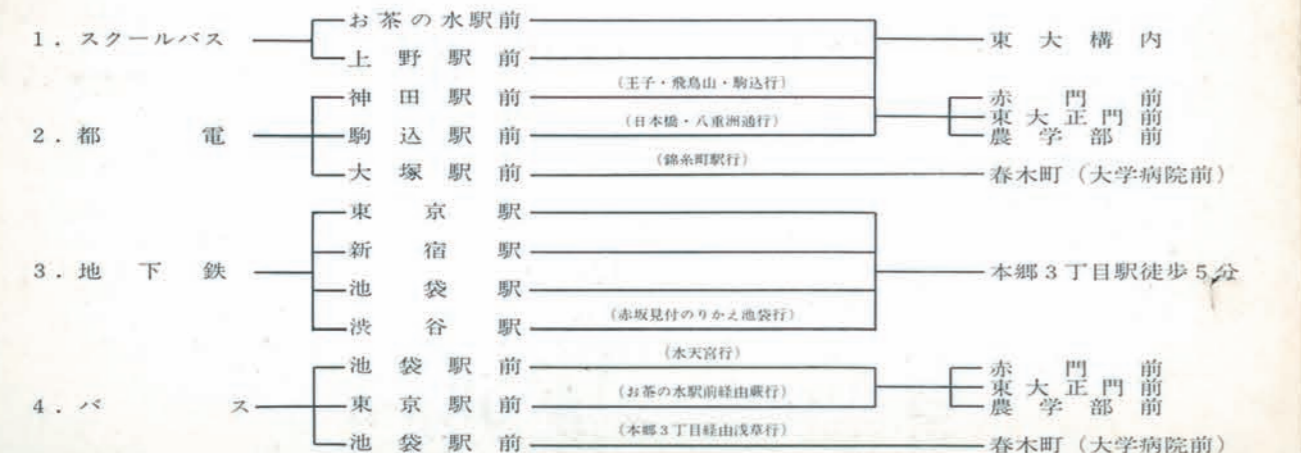 1．スクールバス お茶の水駅前 東大構内
上野駅前
2．都電 神田駅前 (王子・飛鳥山・駒込行) 赤門前
駒込駅前 (日本橋・八重洲通行) 東大正門前
農学部前
大塚駅前 (錦糸町駅行) 春木町（大学病院前）
3．地下鉄 東京駅 本郷3丁目駅徒歩5分
新宿駅
池袋駅
渋谷駅 (赤坂見付のりかえ池袋行)
4．バス 池袋駅前 (水天宮行) 赤門前
東京駅前 (お茶の水駅前経由蔵行) 東大正門前
農学部前
池袋駅前 (本郷3丁目経由浅草行) 春木町（大学病院前）